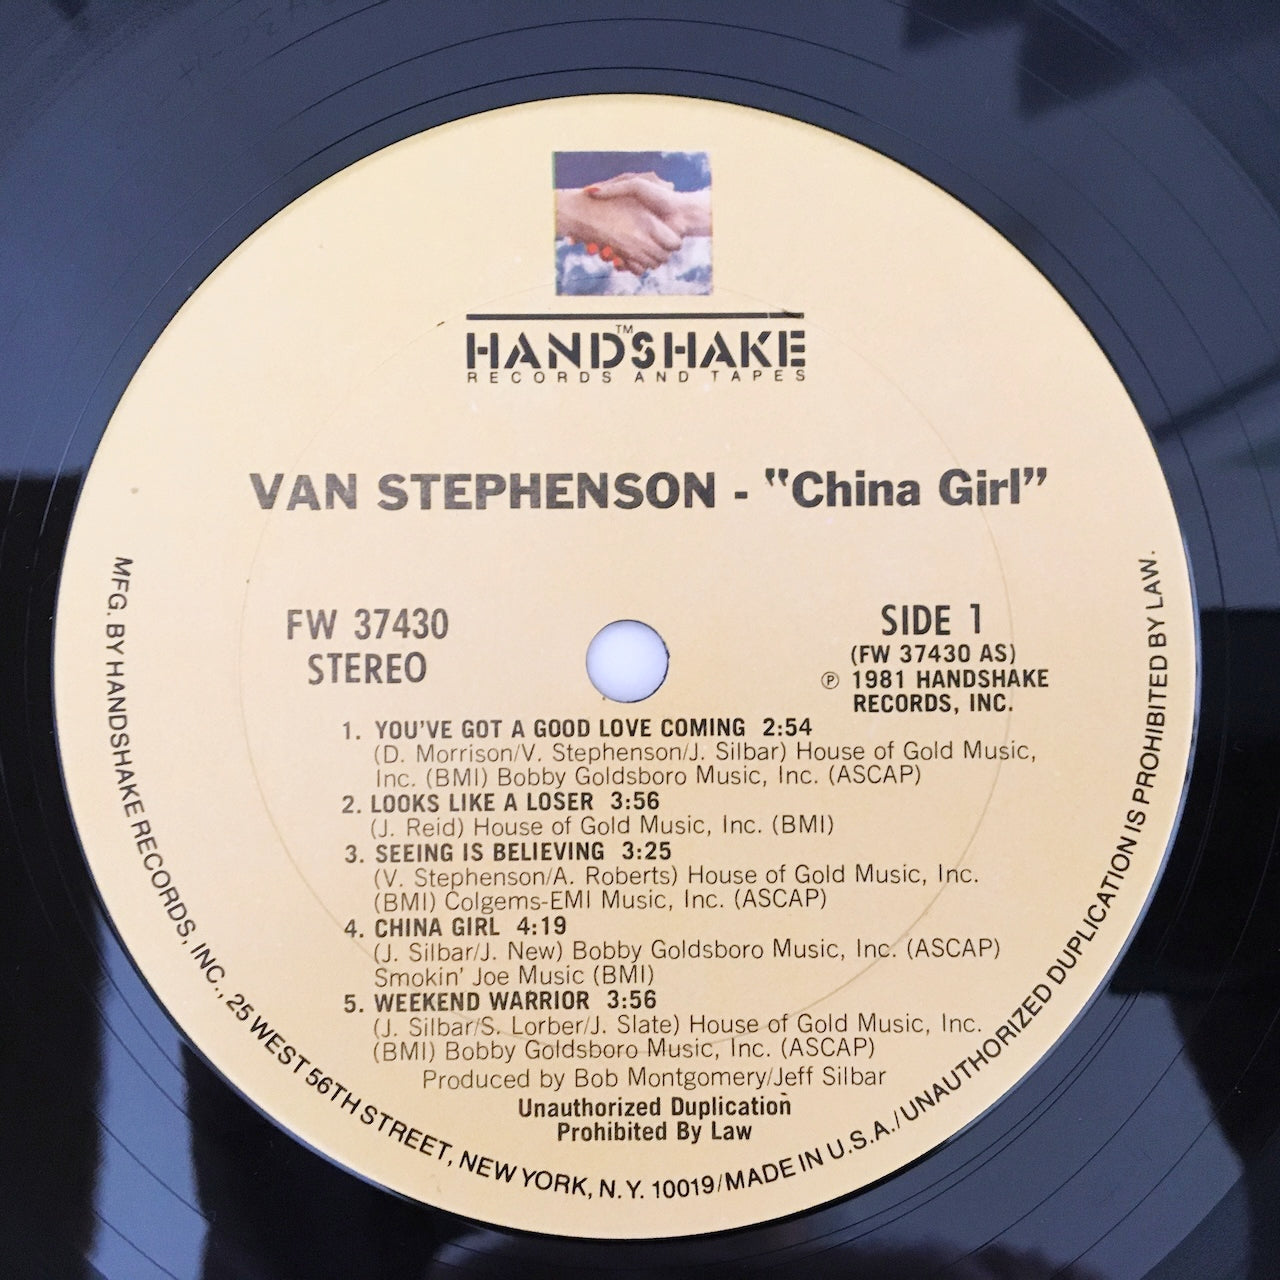 HANDSHAKE™
RECORDS AND TAPES
VAN STEPHENSON - "China Girl"
FW 37430
STEREO
SIDE 1
(FW 37430 AS)
℗ 1981 HANDSHAKE
RECORDS, INC.
1. YOU'VE GOT A GOOD LOVE COMING 2:54
(D. Morrison/V. Stephenson/J. Silbar) House of Gold Music,
Inc. (BMI) Bobby Goldsboro Music, Inc. (ASCAP)
2. LOOKS LIKE A LOSER 3:56
(J. Reid) House of Gold Music, Inc. (BMI)
3. SEEING IS BELIEVING 3:25
(V. Stephenson/A. Roberts) House of Gold Music, Inc.
(BMI) Colgems-EMI Music, Inc. (ASCAP)
4. CHINA GIRL 4:19
(J. Silbar/J. New) Bobby Goldsboro Music, Inc. (ASCAP)
Smokin' Joe Music (BMI)
5. WEEKEND WARRIOR 3:56
(J. Silbar/S. Lorber/J. Slate) House of Gold Music, Inc.
(BMI) Bobby Goldsboro Music, Inc. (ASCAP)
Produced by Bob Montgomery/Jeff Silbar
Unauthorized Duplication
Prohibited By Law
MFG. BY HANDSHAKE RECORDS, INC., 25 WEST 56TH STREET, NEW YORK, N.Y. 10019/MADE IN U.S.A./UNAUTHORIZED DUPLICATION IS PROHIBITED BY LAW.